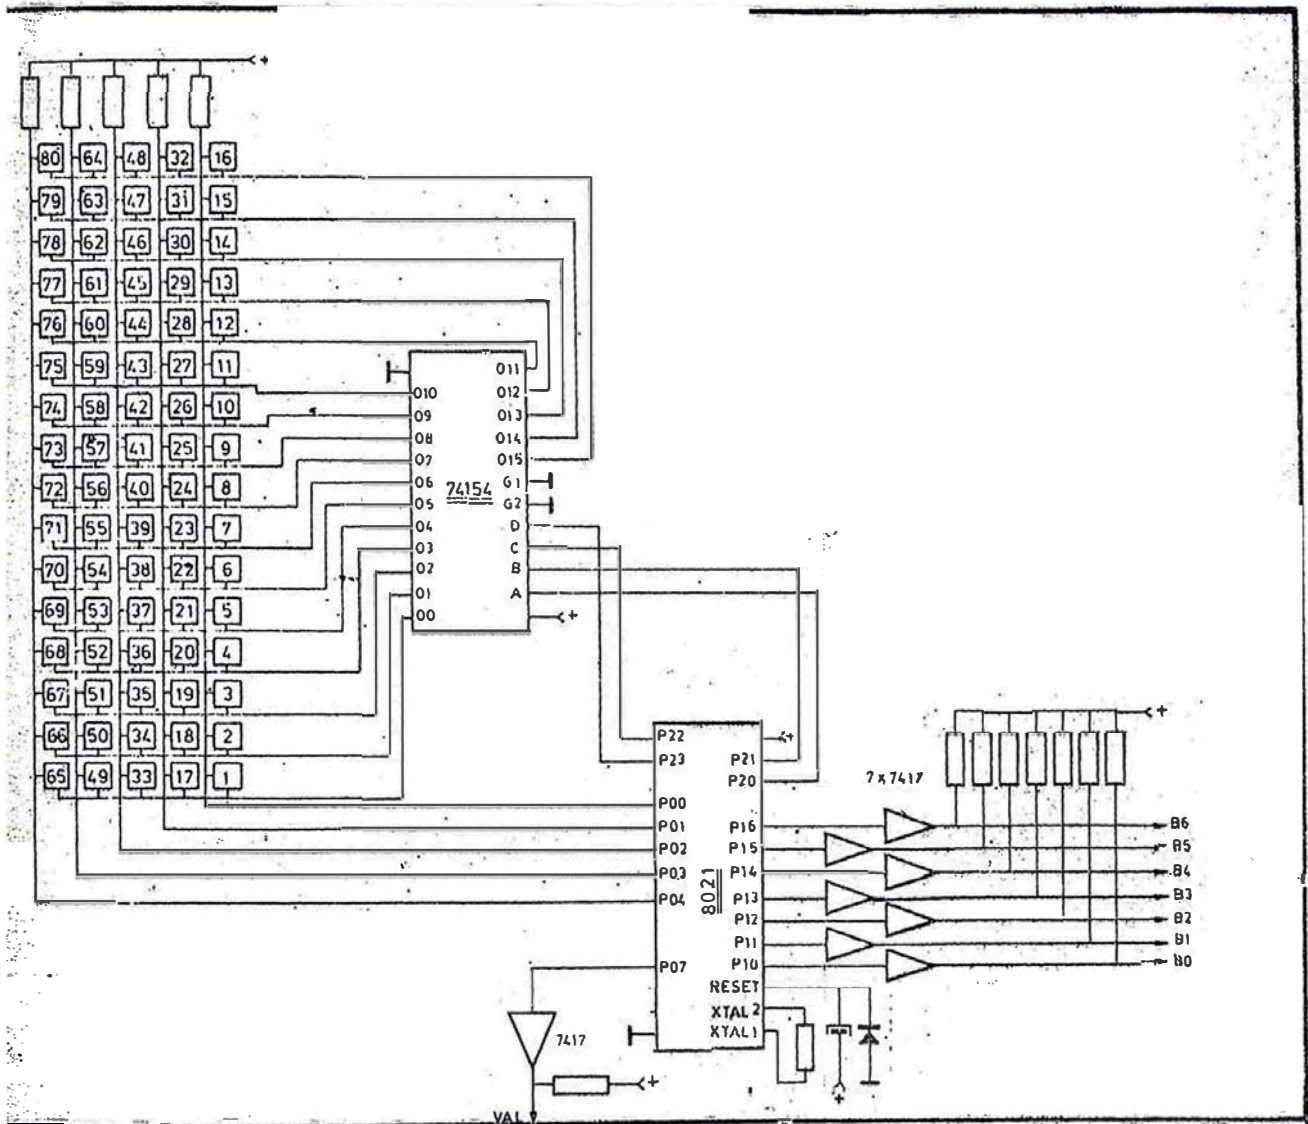 +
80 64 48 32 16
79 63 47 31 15
78 62 46 30 14
77 61 45 29 13
76 60 44 28 12
75 59 43 27 11
74 58 42 26 10
73 57 41 25 9
72 56 40 24 8
71 55 39 23 7
70 54 38 22 6
69 53 37 21 5
68 52 36 20 4
67 51 35 19 3
66 50 34 18 2
65 49 33 17 1
O10
O9
O8
O7
O6
O5
O4
O3
O2
O1
O0
74154
O11
O12
O13
O14
O15
G1
G2
D
C
B
A
+
P22
P23
P00
P01
P02
P03
P04
P07
8021
+
P21
P20
P16
P15
P14
P13
P12
P11
P10
RESET
XTAL 2
XTAL 1
+
7 x 7417
+
B6
B5
B4
B3
B2
B1
B0
7417
+
VAL